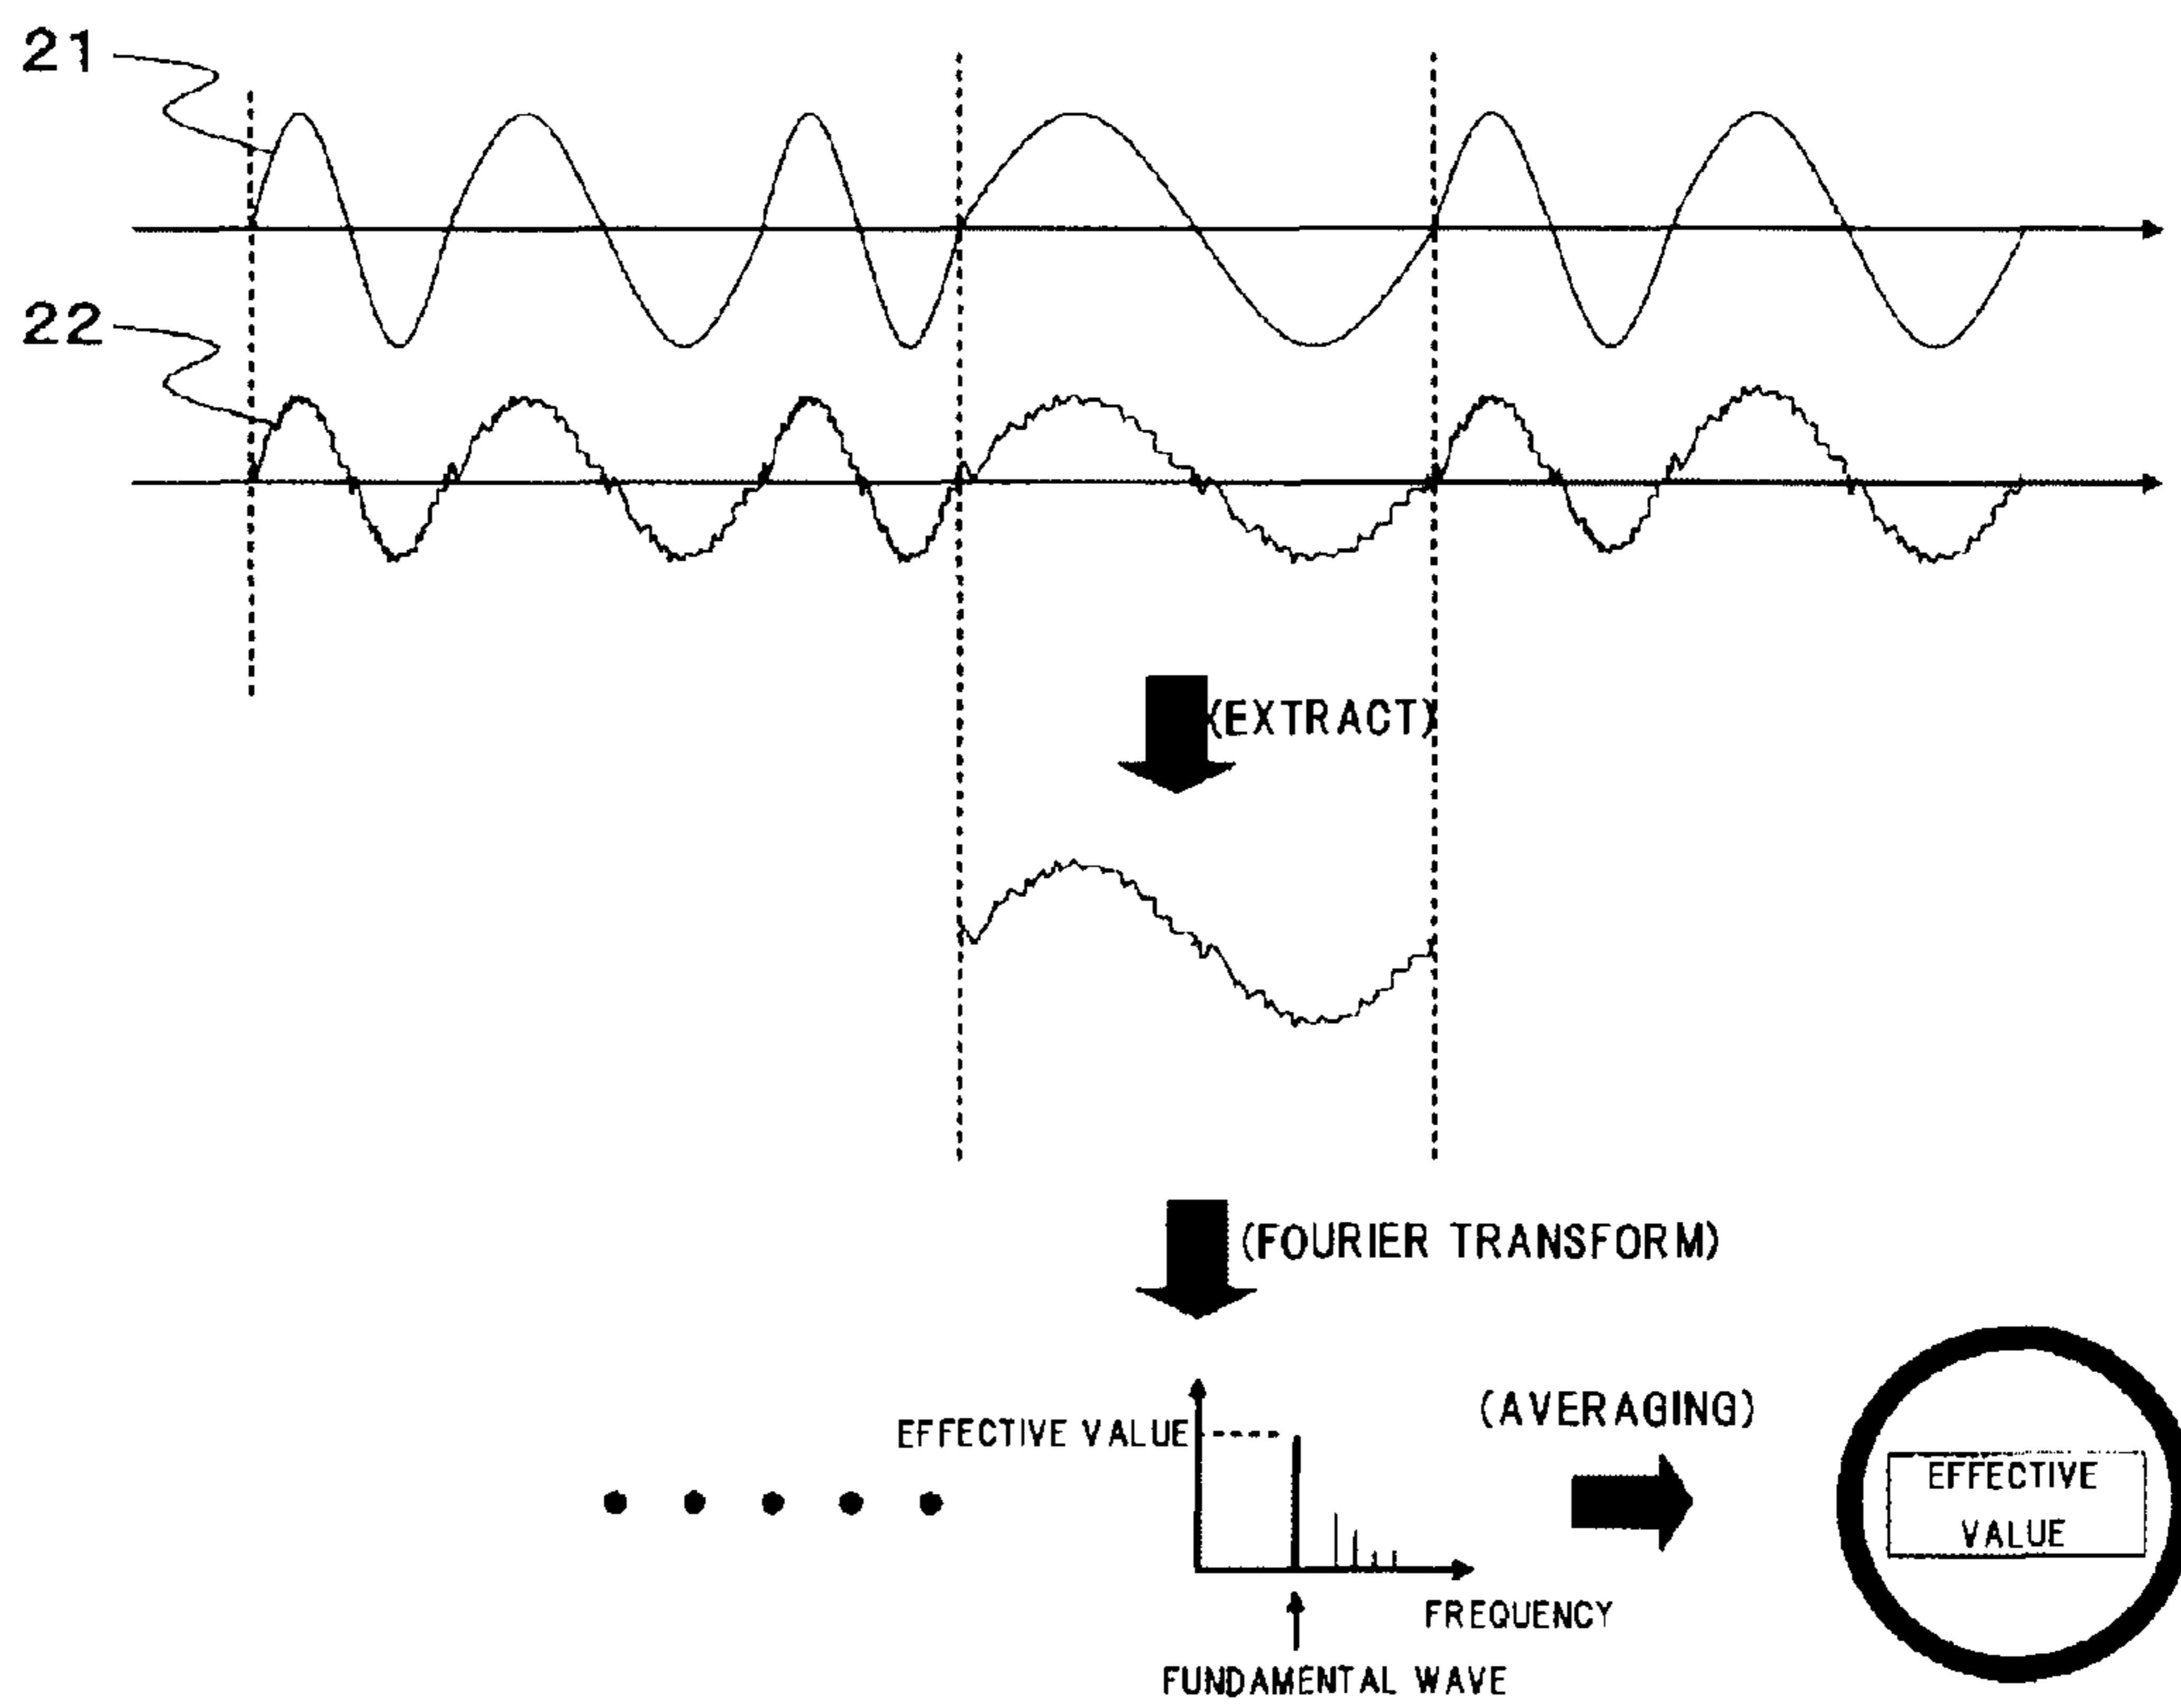 21
22
(EXTRACT)
(FOURIER TRANSFORM)
(AVERAGING)
EFFECTIVE VALUE
EFFECTIVE
VALUE
FREQUENCY
FUNDAMENTAL WAVE